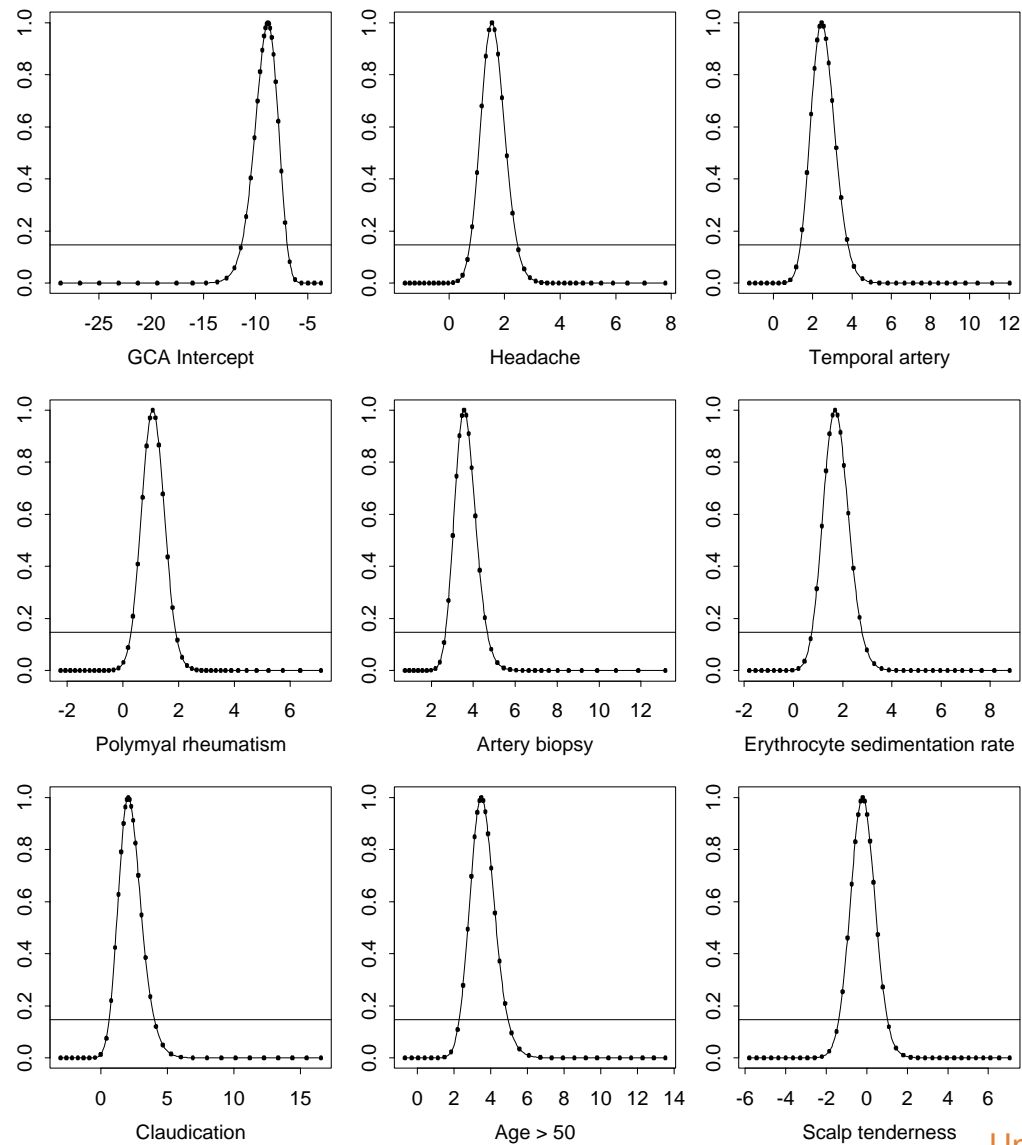 0.0 0.2 0.4 0.6 0.8 1.0
-25 -20 -15 -10 -5
GCA Intercept
0.0 0.2 0.4 0.6 0.8 1.0
0 2 4 6 8
Headache
0.0 0.2 0.4 0.6 0.8 1.0
0 2 4 6 8 10 12
Temporal artery
0.0 0.2 0.4 0.6 0.8 1.0
-2 0 2 4 6
Polymyal rheumatism
0.0 0.2 0.4 0.6 0.8 1.0
2 4 6 8 10 12
Artery biopsy
0.0 0.2 0.4 0.6 0.8 1.0
-2 0 2 4 6 8
Erythrocyte sedimentation rate
0.0 0.2 0.4 0.6 0.8 1.0
0 5 10 15
Claudication
0.0 0.2 0.4 0.6 0.8 1.0
0 2 4 6 8 10 12 14
Age > 50
0.0 0.2 0.4 0.6 0.8 1.0
-6 -4 -2 0 2 4 6
Scalp tenderness